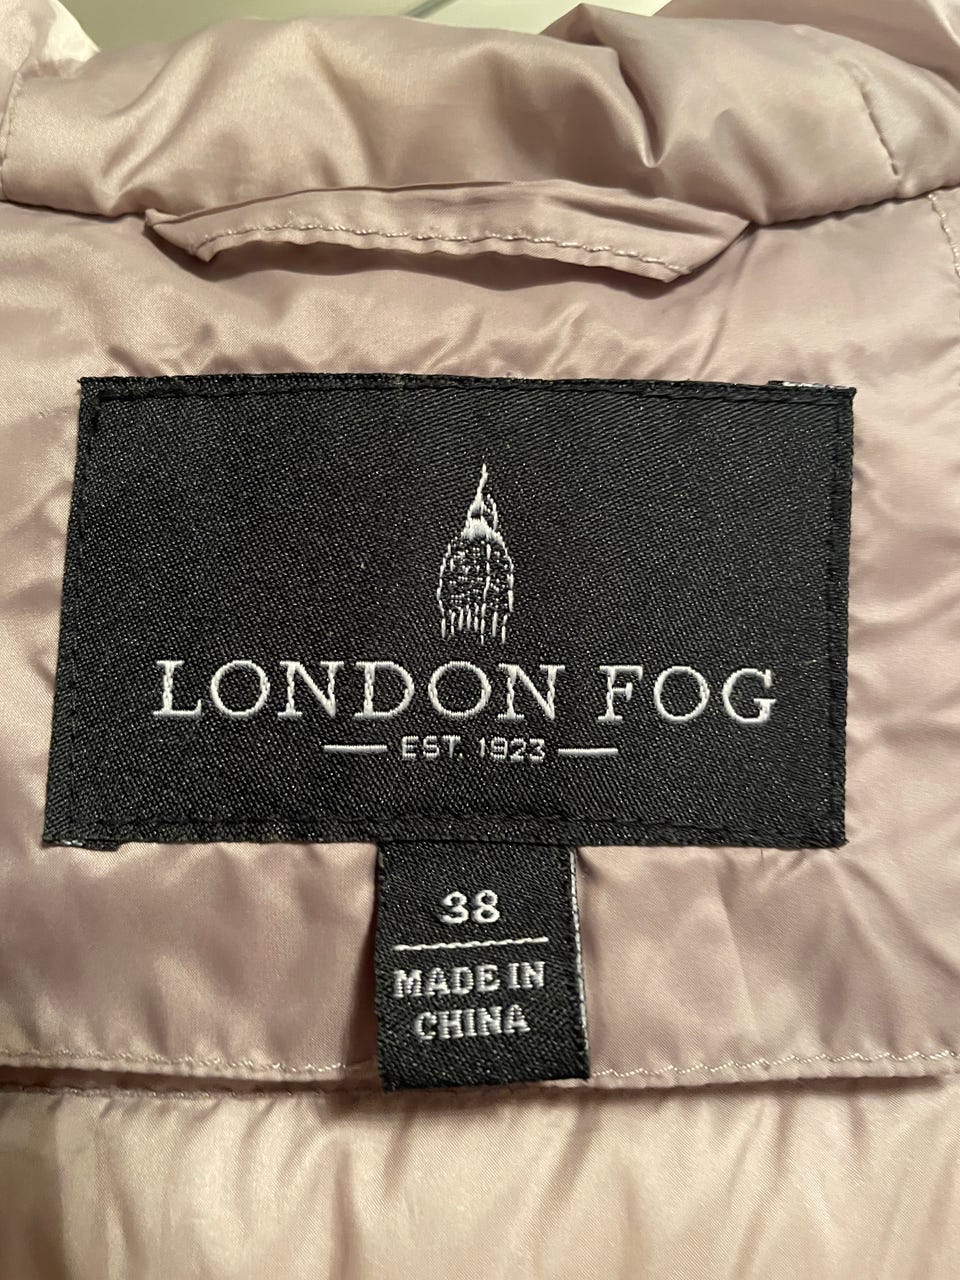 LONDON FOG
EST. 1923
38
MADE IN
CHINA